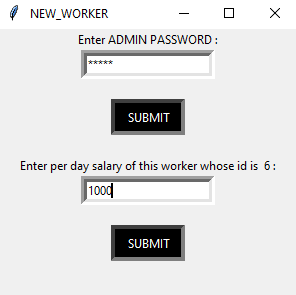 NEW_WORKER
Enter ADMIN PASSWORD :
*****
SUBMIT
Enter per day salary of this worker whose id is  6 :
1000
SUBMIT